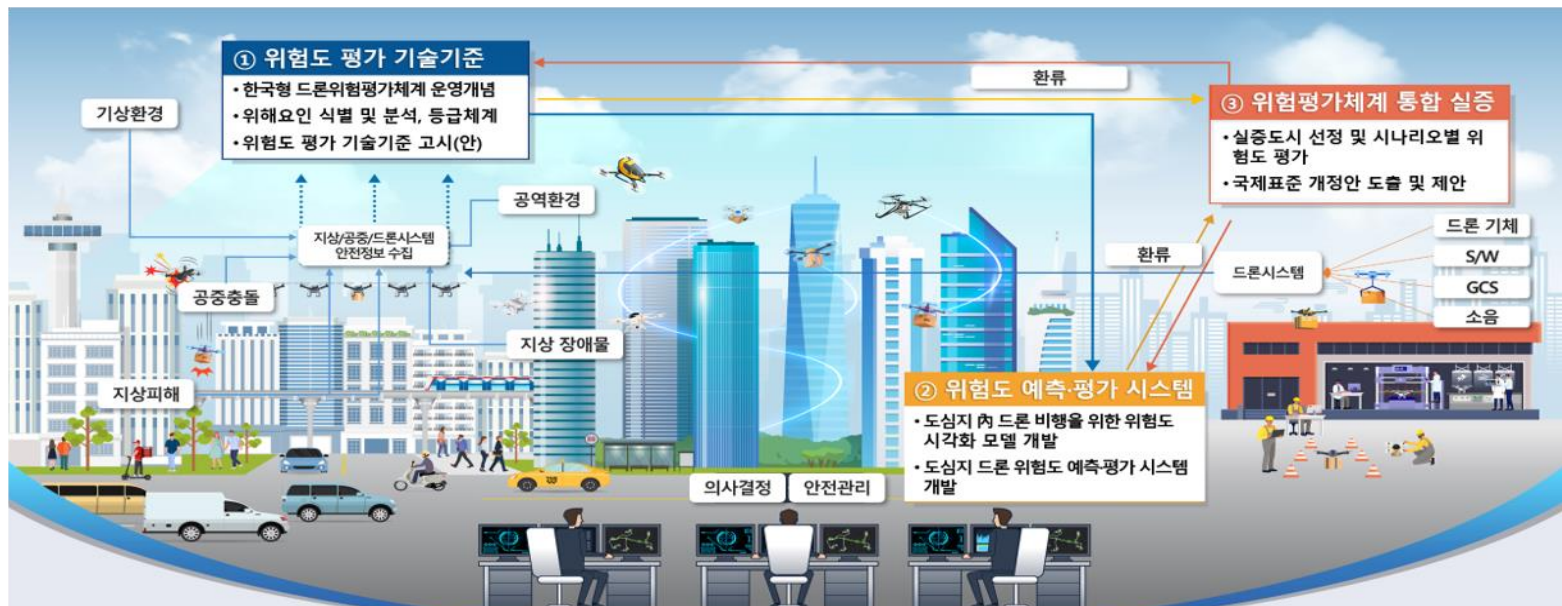 ① 위험도 평가 기술기준
• 한국형 드론위험평가체계 운영개념
• 위해요인 식별 및 분석, 등급체계
• 위험도 평가 기술기준 고시(안)
환류
③ 위험평가체계 통합 실증
• 실증도시 선정 및 시나리오별 위
험도 평가
• 국제표준 개정안 도출 및 제안
기상환경
공역환경
지상/공중/드론시스템
안전정보 수집
공중충돌
지상 장애물
지상피해
환류
드론시스템
드론 기체
S/W
GCS
소음
② 위험도 예측·평가 시스템
• 도심지 內 드론 비행을 위한 위험도
시각화 모델 개발
• 도심지 드론 위험도 예측·평가 시스템
개발
의사결정
안전관리